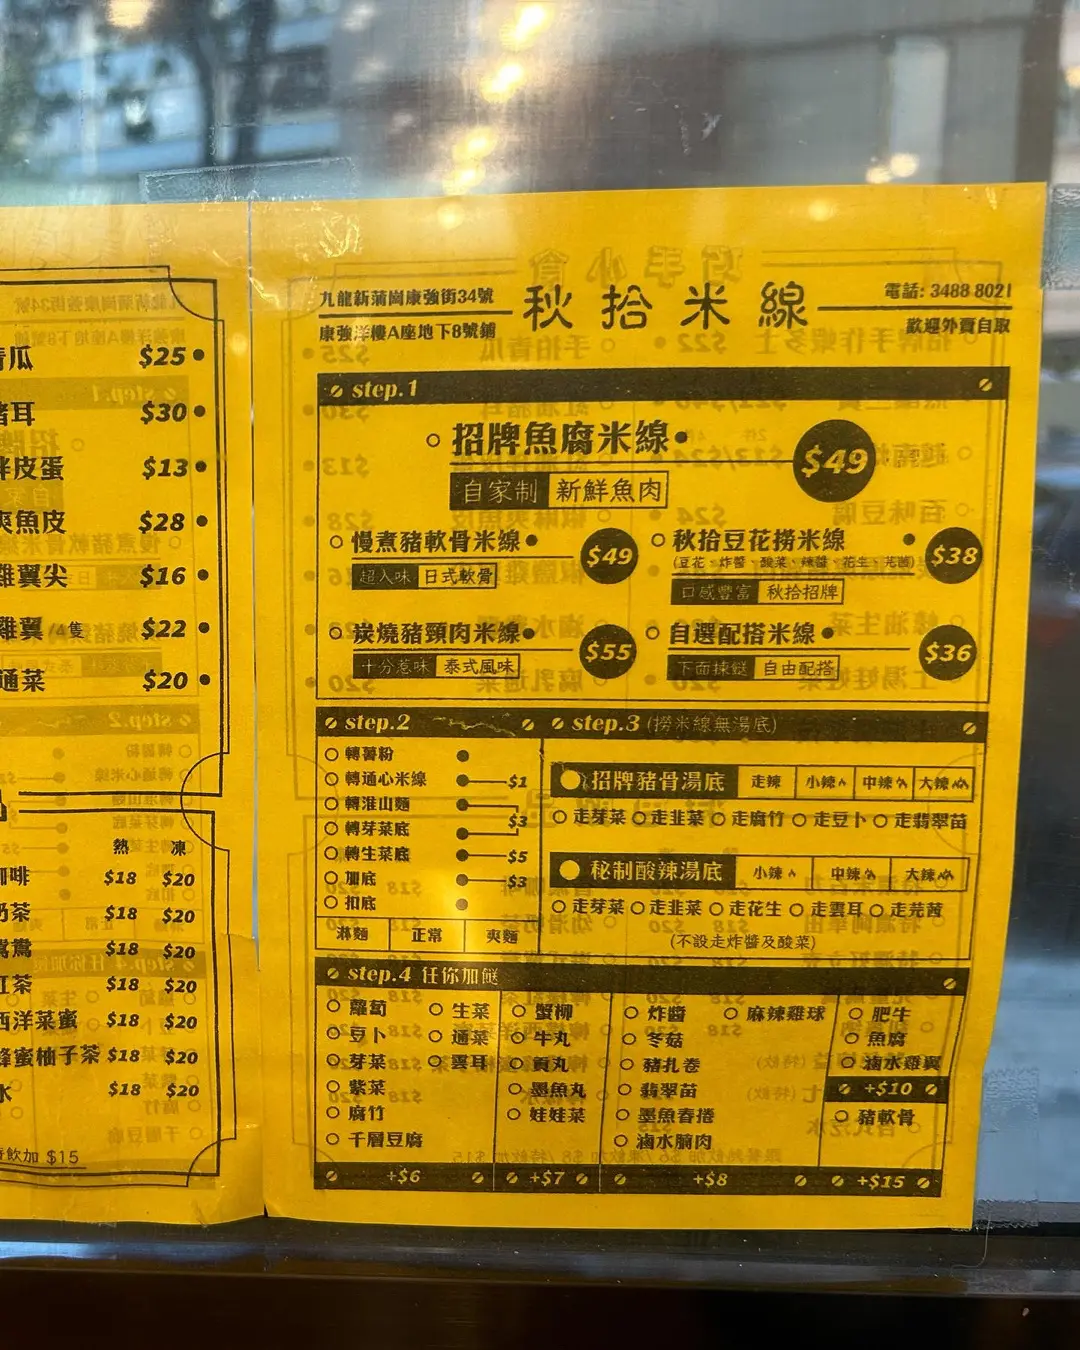 瓜 $25
耳 $30
皮蛋 $13
爽魚皮 $28
雞翼尖 $16
雞翼/4隻 $22
通菜 $20
熱 凍
啡 $18 $20
奶茶 $18 $20
鴛鴦 $18 $20
紅茶 $18 $20
西洋菜蜜 $18 $20
蜂蜜柚子茶 $18 $20
水 $18 $20
飲加 $15
九龍新蒲崗康強街34號
康強洋樓A座地下8號鋪
秋拾米線
電話: 3488 8021
歡迎外賣自取
step.1
招牌魚腐米線 $49
自家制 新鮮魚肉
慢煮豬軟骨米線 $49
超入味 日式軟骨
秋拾豆花撈米線 $38
(豆花、炸醬、酸菜、辣醬、花生、芫茜)
口感豐富 秋拾招牌
炭燒豬頸肉米線 $55
十分惹味 泰式風味
自選配搭米線 $36
下面揀餸 自由配搭
step.2
轉薯粉
轉通心米線 $1
轉淮山麵
轉芽菜底 $3
轉生菜底 $5
加底 $3
扣底
淋麵 正常 爽麵
step.3 (撈米線無湯底)
招牌豬骨湯底 走辣 小辣 中辣 大辣
走芽菜 走韭菜 走腐竹 走豆卜 走翡翠苗
秘制酸辣湯底 小辣 中辣 大辣
走芽菜 走韭菜 走花生 走雲耳 走芫茜
(不設走炸醬及酸菜)
step.4 任你加餸
蘿蔔 生菜
豆卜 通菜
芽菜 雲耳
紫菜
腐竹
千層豆腐
+$6
蟹柳
牛丸
貢丸
墨魚丸
娃娃菜
+$7
炸醬 麻辣雞球
冬菇
豬扎卷
翡翠苗
墨魚春捲
滷水腩肉
+$8
肥牛
魚腐
滷水雞翼
+$10
豬軟骨
+$15